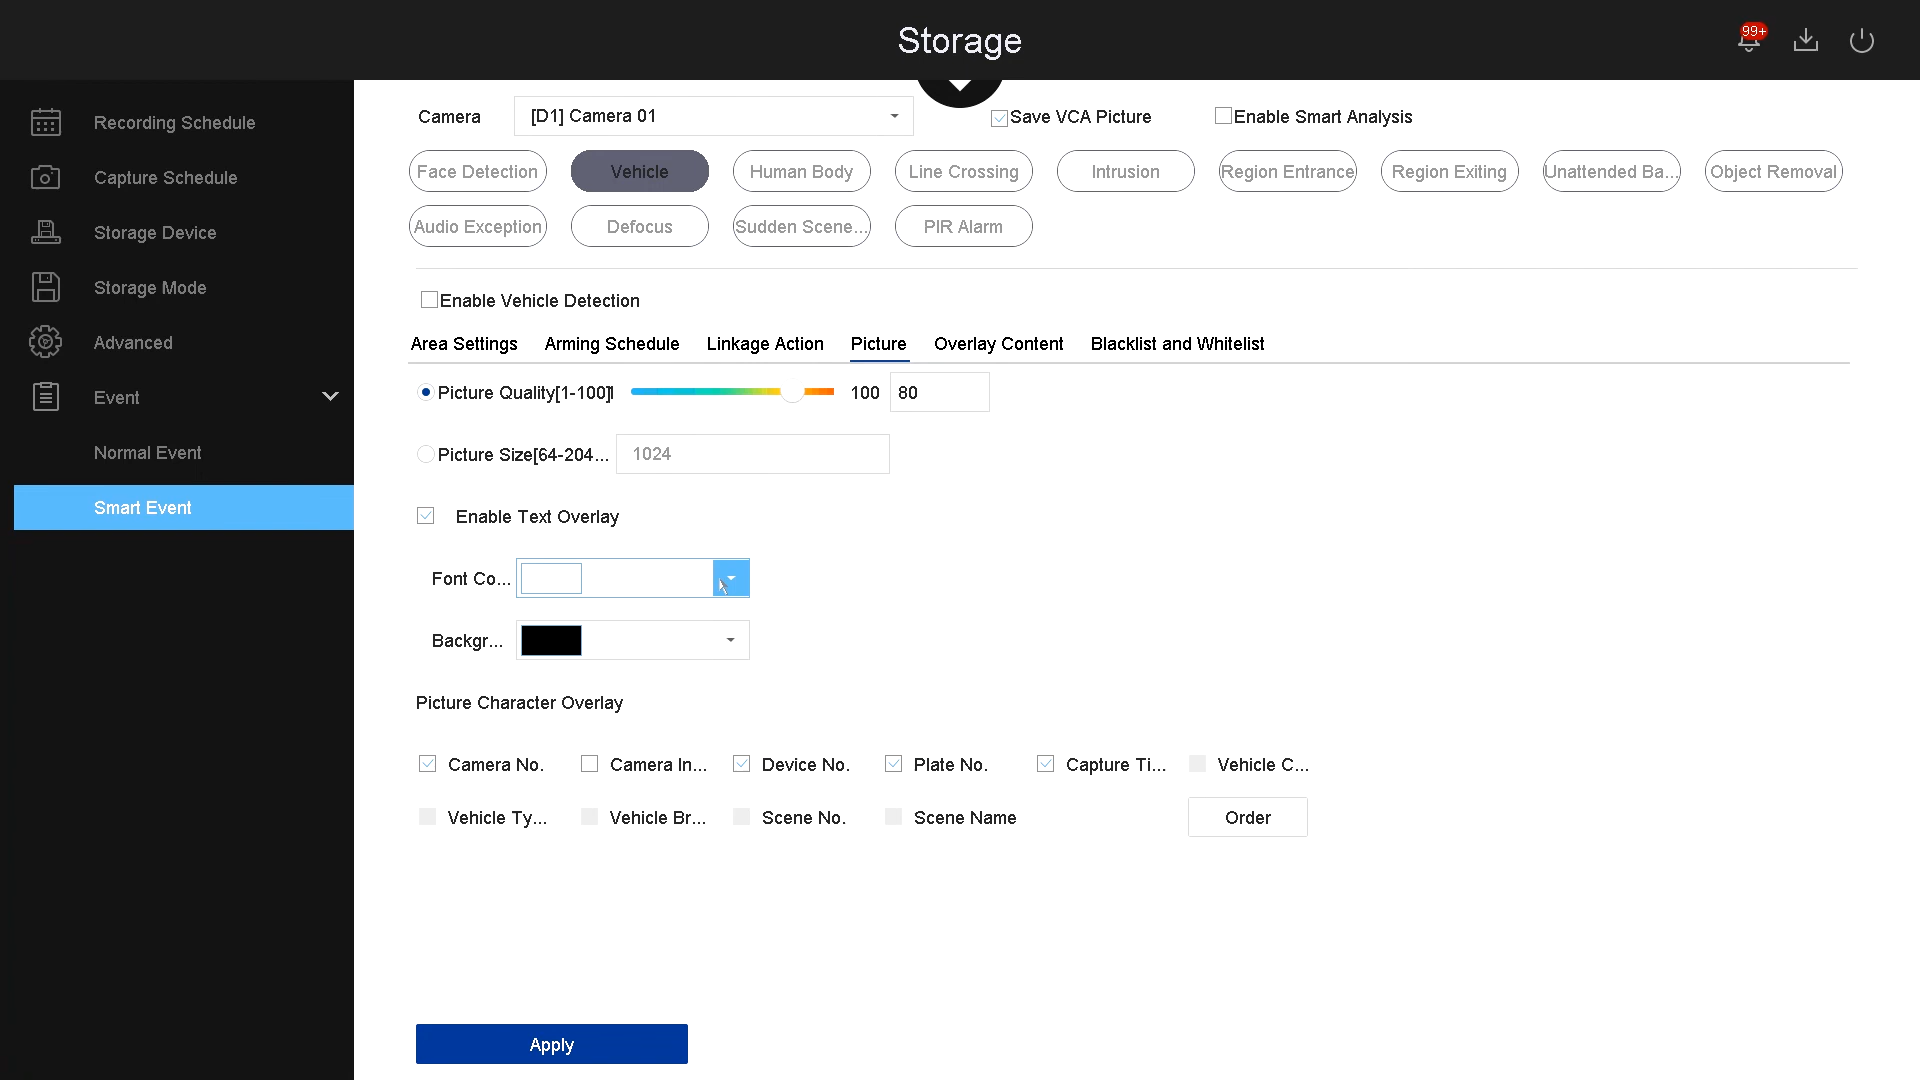 Storage
99+
Recording Schedule
Capture Schedule
Storage Device
Storage Mode
Advanced
Event
Normal Event
Smart Event
Camera [D1] Camera 01 Save VCA Picture Enable Smart Analysis
Face Detection Vehicle Human Body Line Crossing Intrusion Region Entrance Region Exiting Unattended Ba... Object Removal
Audio Exception Defocus Sudden Scene... PIR Alarm
Enable Vehicle Detection
Area Settings Arming Schedule Linkage Action Picture Overlay Content Blacklist and Whitelist
Picture Quality[1-100]1 100 80
Picture Size[64-204... 1024
Enable Text Overlay
Font Co...
Backgr...
Picture Character Overlay
Camera No. Camera In... Device No. Plate No. Capture Ti... Vehicle C...
Vehicle Ty... Vehicle Br... Scene No. Scene Name Order
Apply